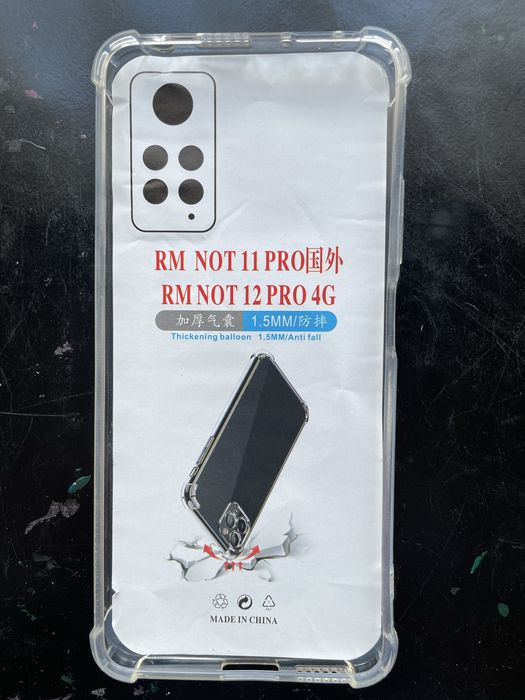 RM NOT 11 PRO国外
RM NOT 12 PRO 4G
加厚气囊 1.5MM/防摔
Thickening balloon 1.5MM/Anti fall
MADE IN CHINA